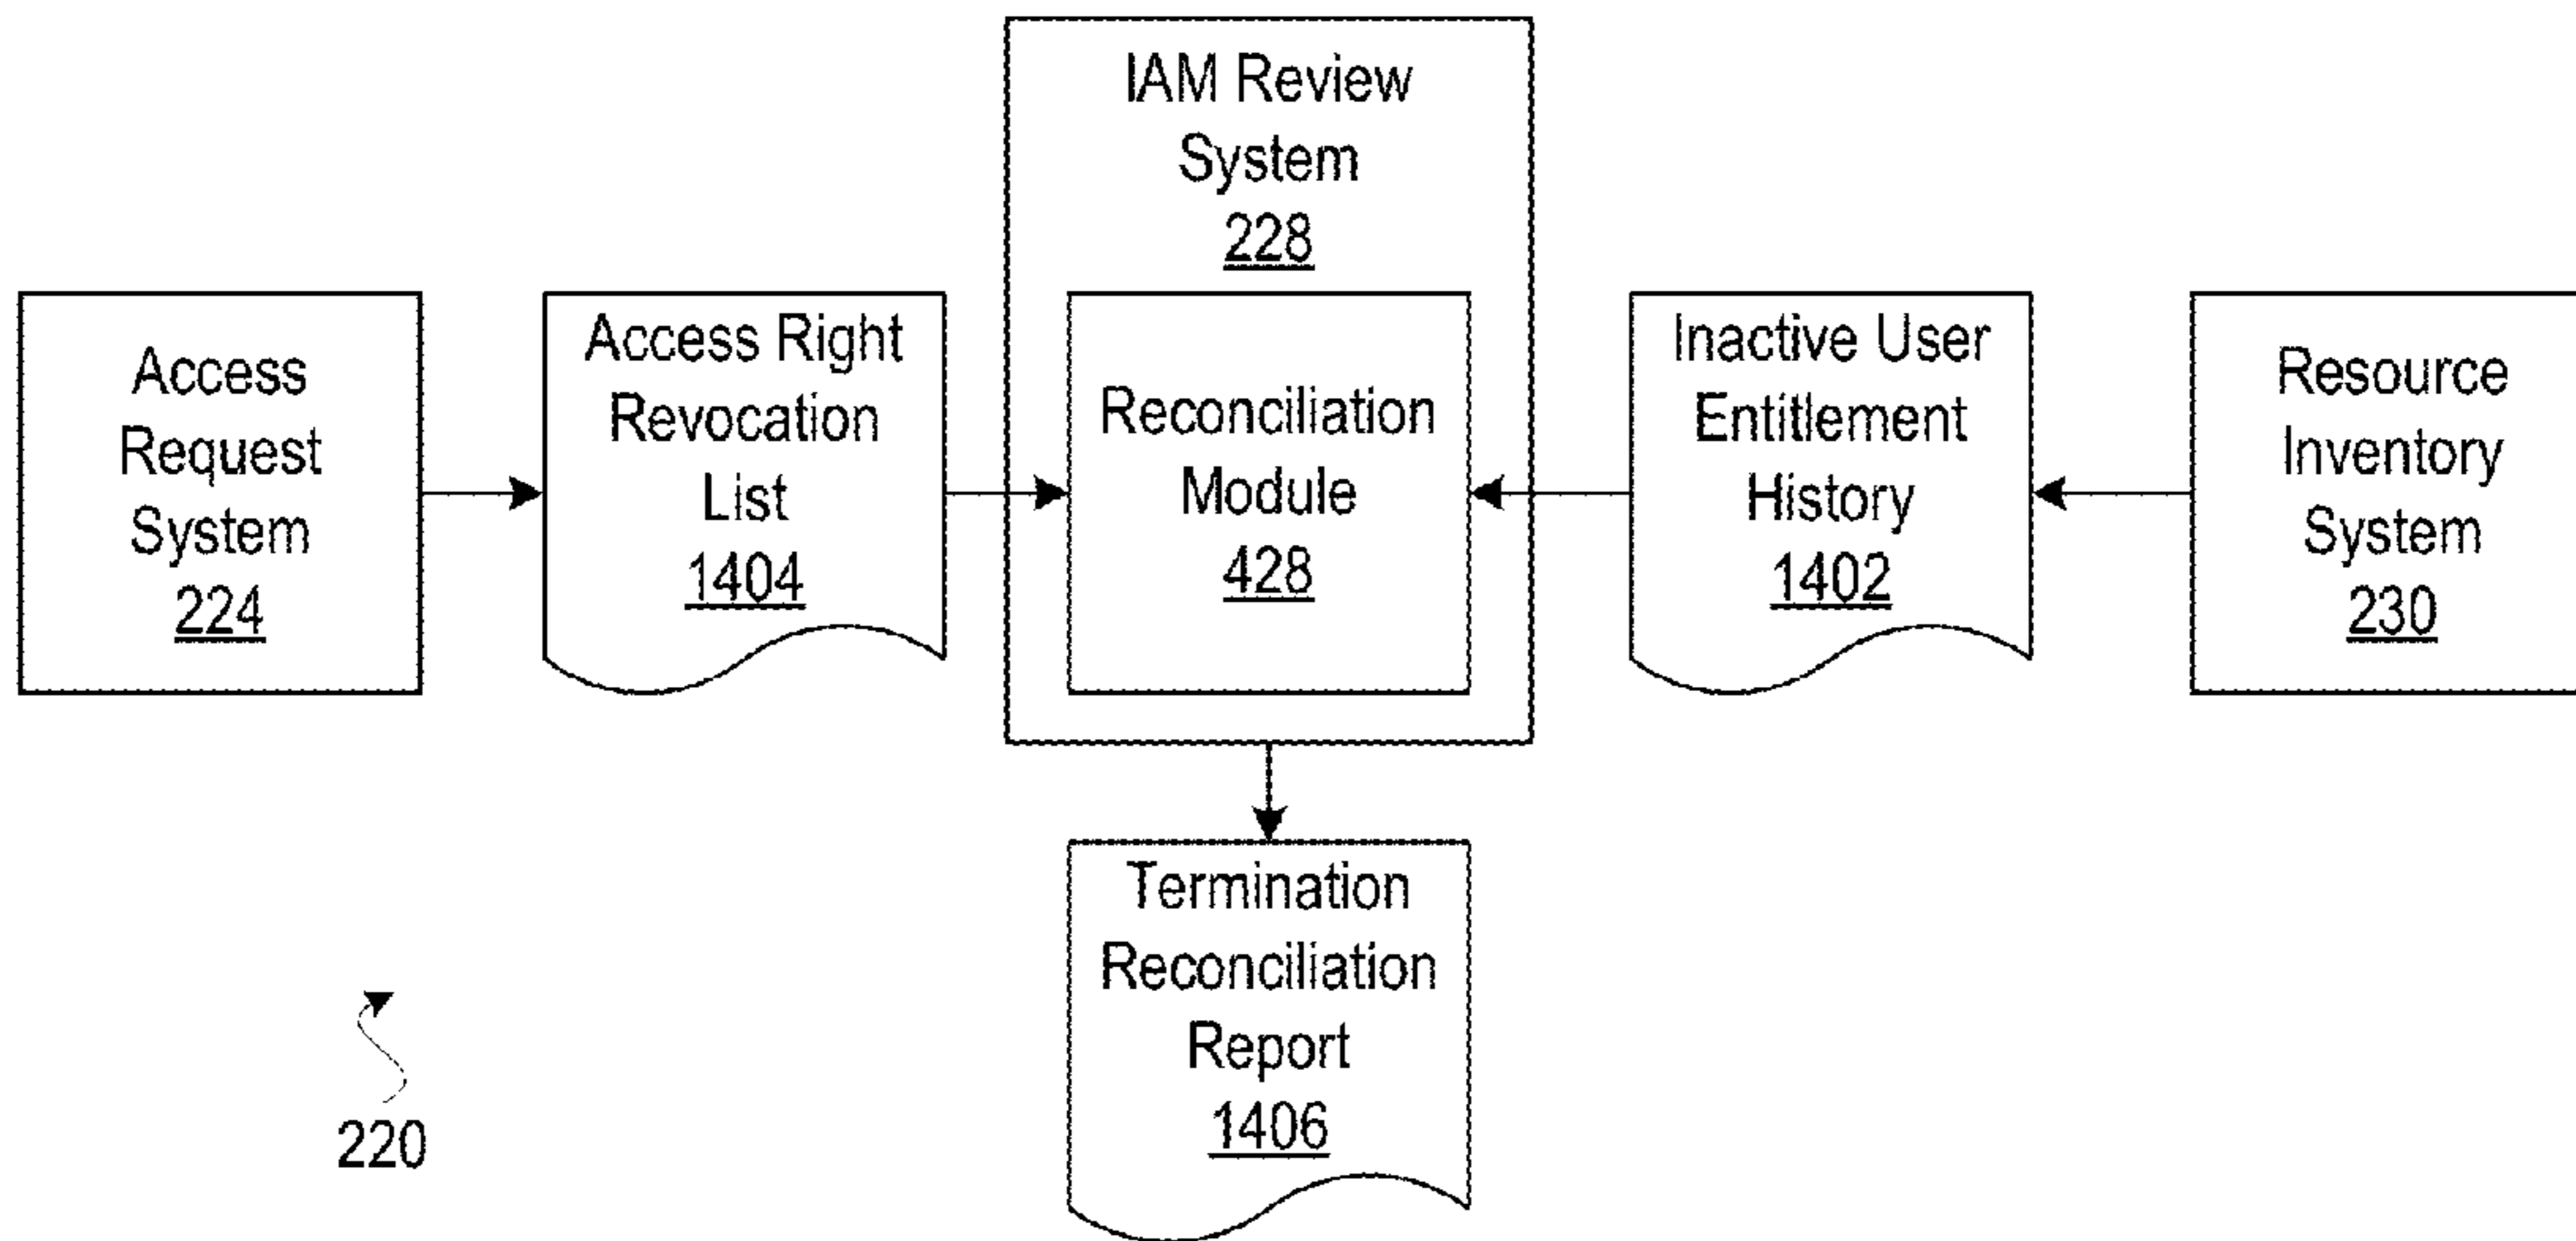 IAM Review
System
228
Access
Request
System
224
Access Right
Revocation
List
1404
Reconciliation
Module
428
Inactive User
Entitlement
History
1402
Resource
Inventory
System
230
Termination
Reconciliation
Report
1406
220